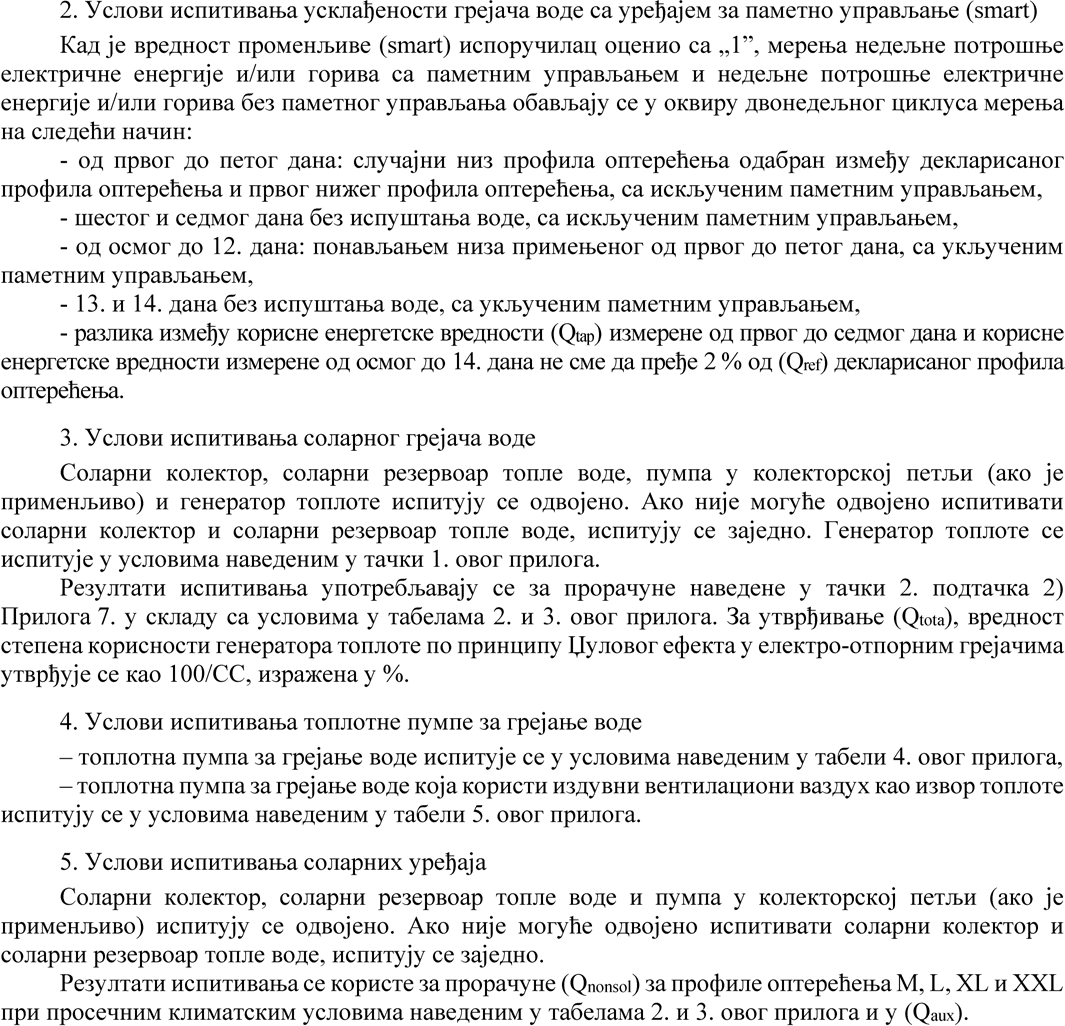 2. Услови испитивања усклађености грејача воде са уређајем за паметно управљање (smart)
Кад је вредност променљиве (smart) испоручилац оценио са „1”, мерења недељне потрошње
електричне енергије и/или горива са паметним управљањем и недељне потрошње електричне
енергије и/или горива без паметног управљања обављају се у оквиру двонедељног циклуса мерења
на следећи начин:
- од првог до петог дана: случајни низ профила оптерећења одабран између декларисаног
профила оптерећења и првог нижег профила оптерећења, са искљученим паметним управљањем,
- шестог и седмог дана без испуштања воде, са искљученим паметним управљањем,
- од осмог до 12. дана: понављањем низа примењеног од првог до петог дана, са укљученим
паметним управљањем,
- 13. и 14. дана без испуштања воде, са укљученим паметним управљањем,
- разлика између корисне енергетске вредности (Qtap) измерене од првог до седмог дана и корисне
енергетске вредности измерене од осмог до 14. дана не сме да пређе 2 % од (Qref) декларисаног профила
оптерећења.
3. Услови испитивања соларног грејача воде
Соларни колектор, соларни резервоар топле воде, пумпа у колекторској петљи (ако је
применљиво) и генератор топлоте испитују се одвојено. Ако није могуће одвојено испитивати
соларни колектор и соларни резервоар топле воде, испитују се заједно. Генератор топлоте се
испитује у условима наведеним у тачки 1. овог прилога.
Резултати испитивања употребљавају се за прорачуне наведене у тачки 2. подтачка 2)
Прилога 7. у складу са условима у табелама 2. и 3. овог прилога. За утврђивање (Qtota), вредност
степена корисности генератора топлоте по принципу Џуловог ефекта у електро-отпорним грејачима
утврђује се као 100/CC, изражена у %.
4. Услови испитивања топлотне пумпе за грејање воде
– топлотна пумпа за грејање воде испитује се у условима наведеним у табели 4. овог прилога,
– топлотна пумпа за грејање воде која користи издувни вентилациони ваздух као извор топлоте
испитују се у условима наведеним у табели 5. овог прилога.
5. Услови испитивања соларних уређаја
Соларни колектор, соларни резервоар топле воде и пумпа у колекторској петљи (ако је
применљиво) испитују се одвојено. Ако није могуће одвојено испитивати соларни колектор и
соларни резервоар топле воде, испитују се заједно.
Резултати испитивања се користе за прорачуне (Qnonsol) за профиле оптерећења M, L, XL и XXL
при просечним климатским условима наведеним у табелама 2. и 3. овог прилога и у (Qaux).